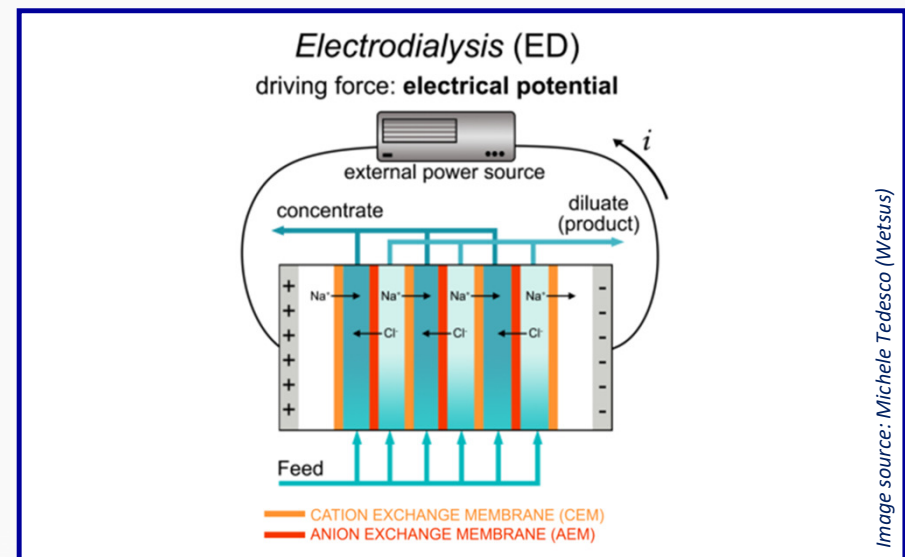 Electrodialysis (ED)
driving force: electrical potential
i
external power source
concentrate
diluate
(product)
+ -
Na⁺ Na⁺ Na⁺ Na⁺
+ -
+ Cl⁻ Cl⁻ Cl⁻ -
+ -
+ -
+ -
Feed
CATION EXCHANGE MEMBRANE (CEM)
ANION EXCHANGE MEMBRANE (AEM)
Image source: Michele Tedesco (Wetsus)